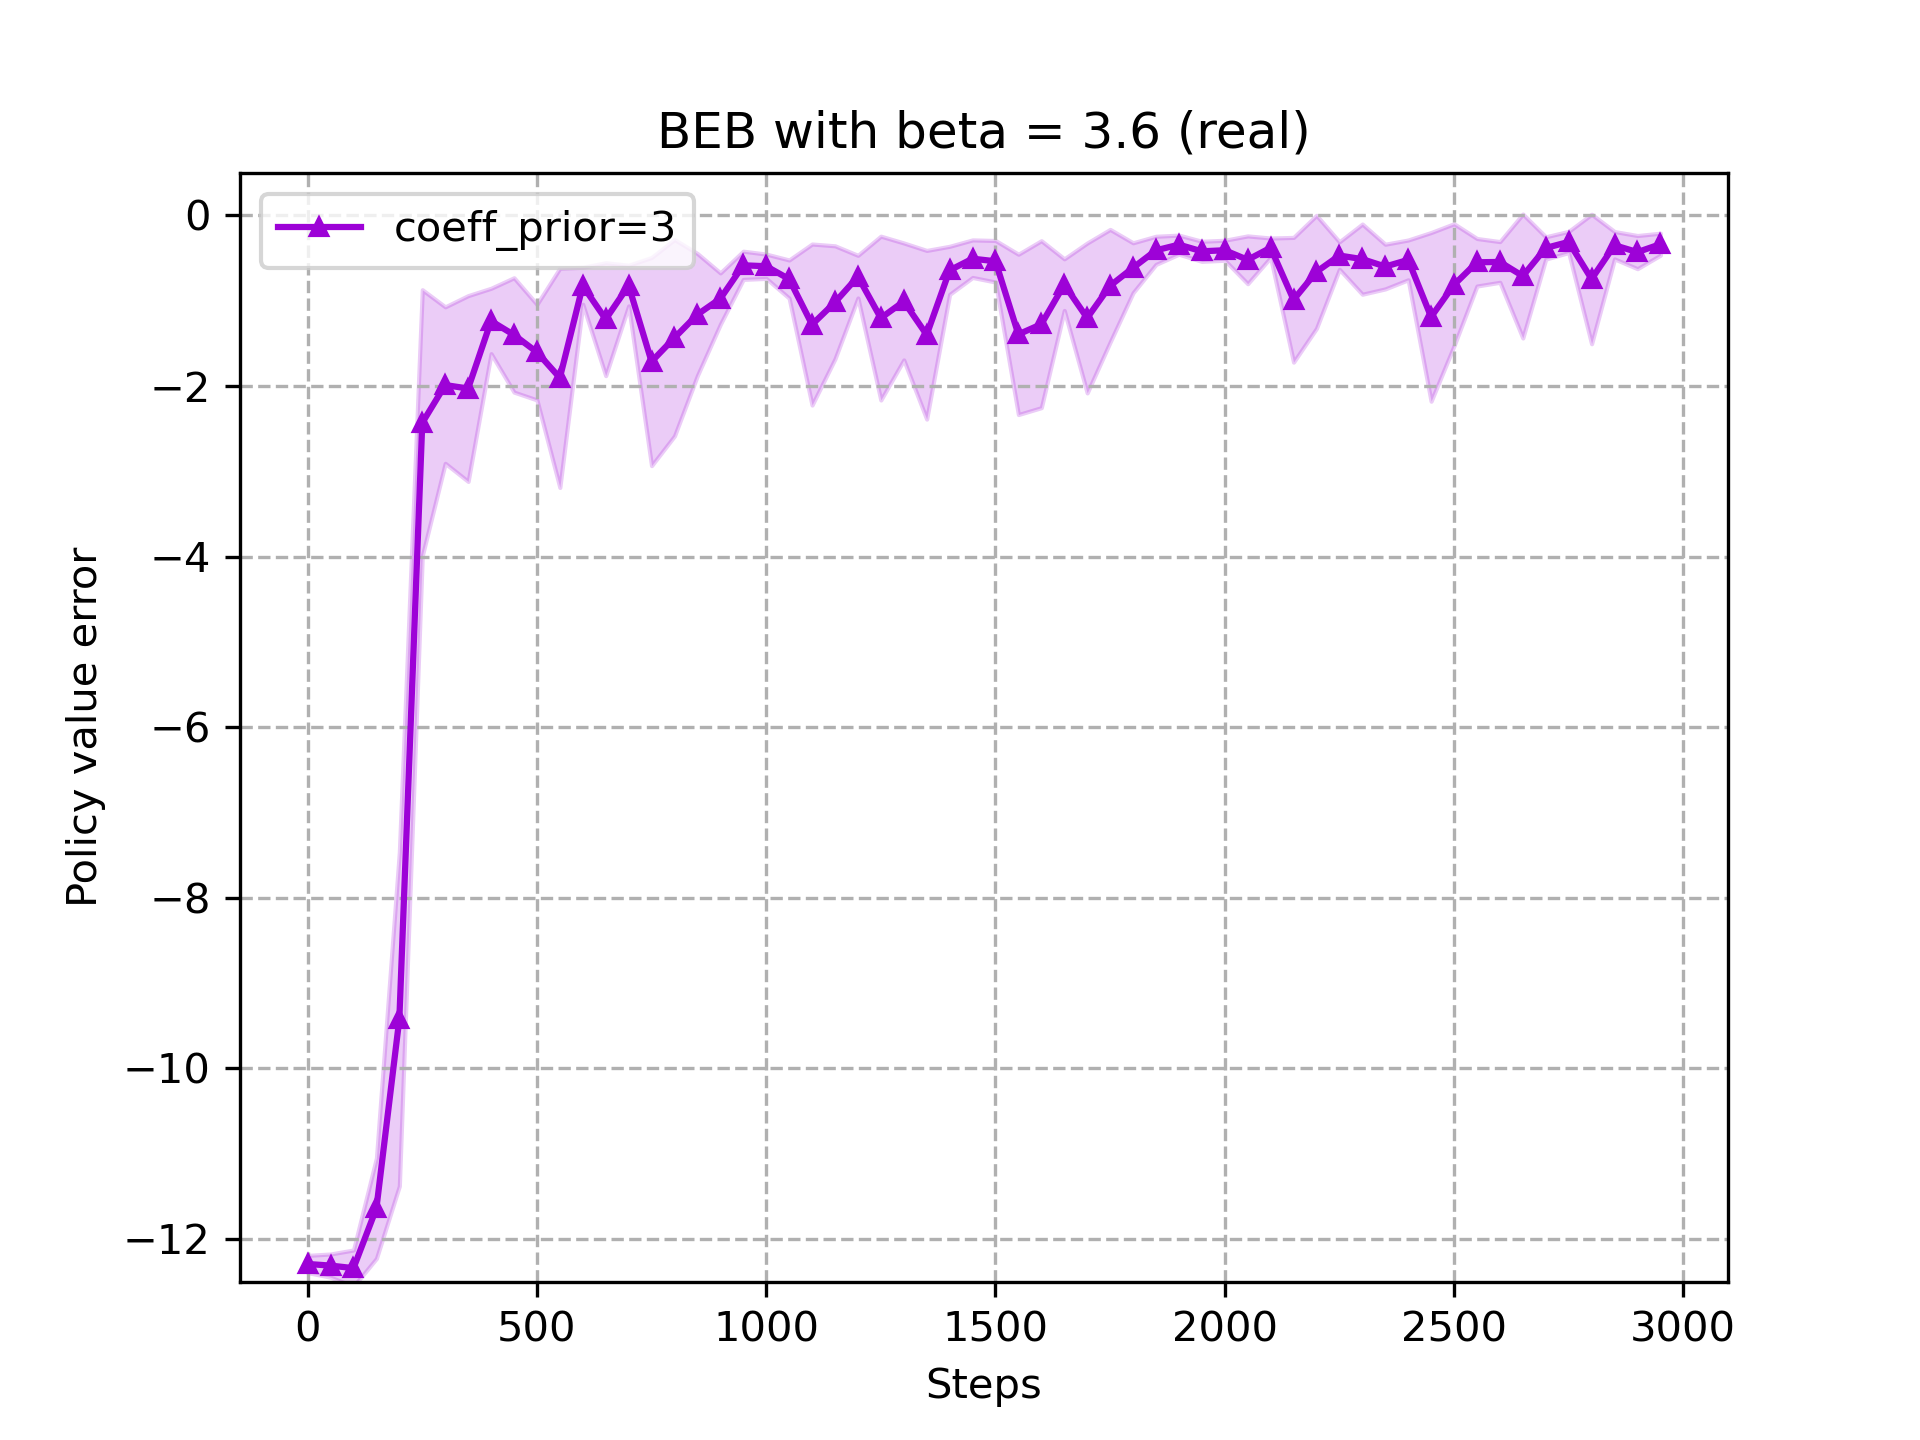 BEB with beta = 3.6 (real)
coeff_prior=3
Policy value error
0
−2
−4
−6
−8
−10
−12
0 500 1000 1500 2000 2500 3000
Steps